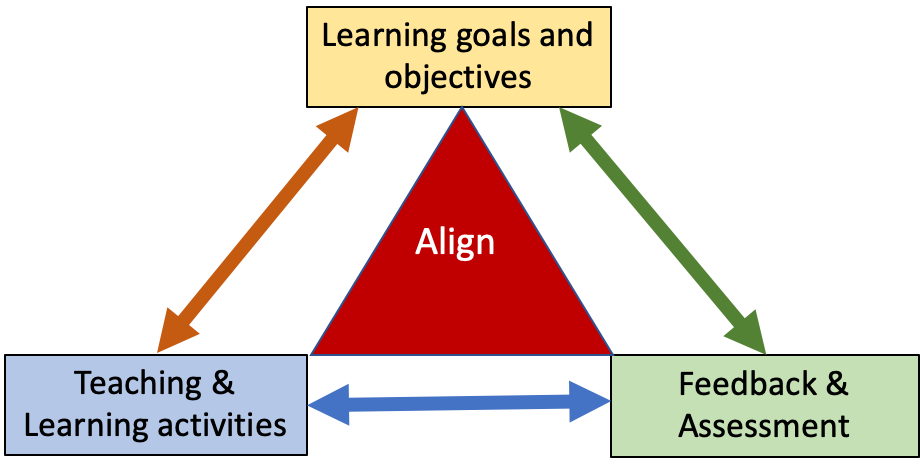 Learning goals and
objectives
Align
Teaching &
Learning activities
Feedback &
Assessment